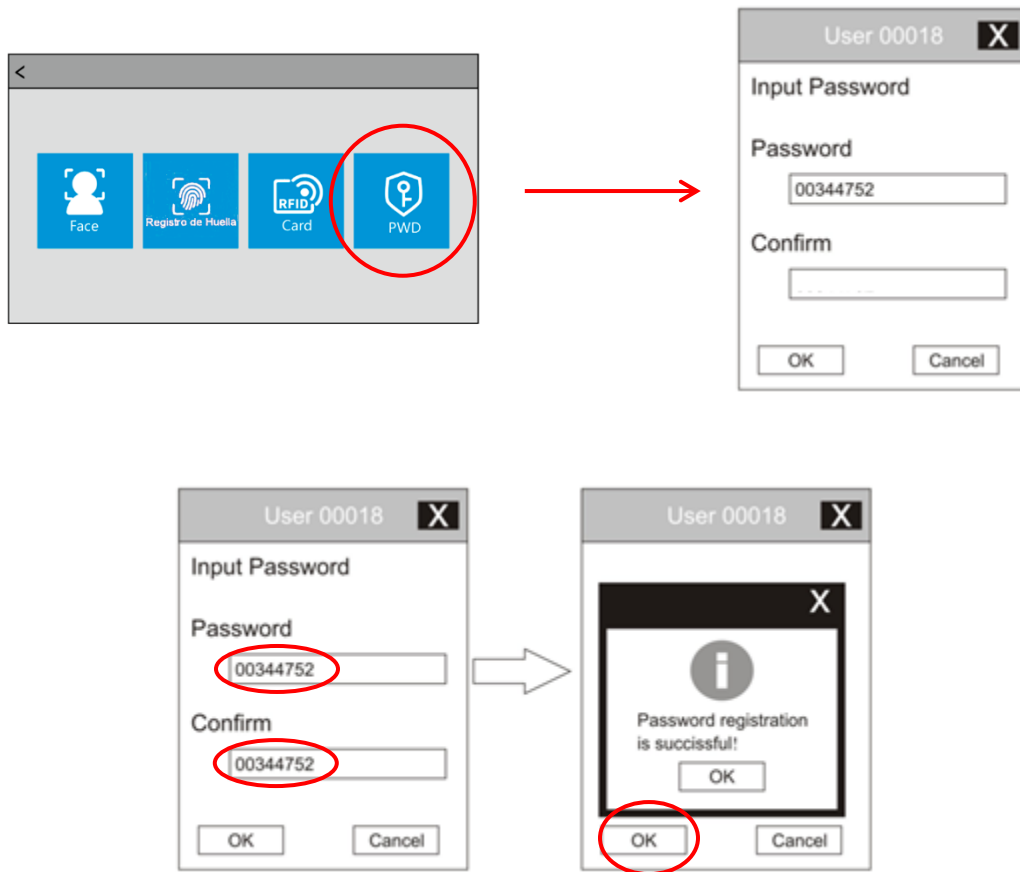 <
Face
Registro de Huella
RFID
Card
PWD
User 00018 X
Input Password
Password
00344752
Confirm
OK Cancel
User 00018 X
Input Password
Password
00344752
Confirm
00344752
OK Cancel
User 00018 X
X
i
Password registration
is succissful!
OK
OK Cancel